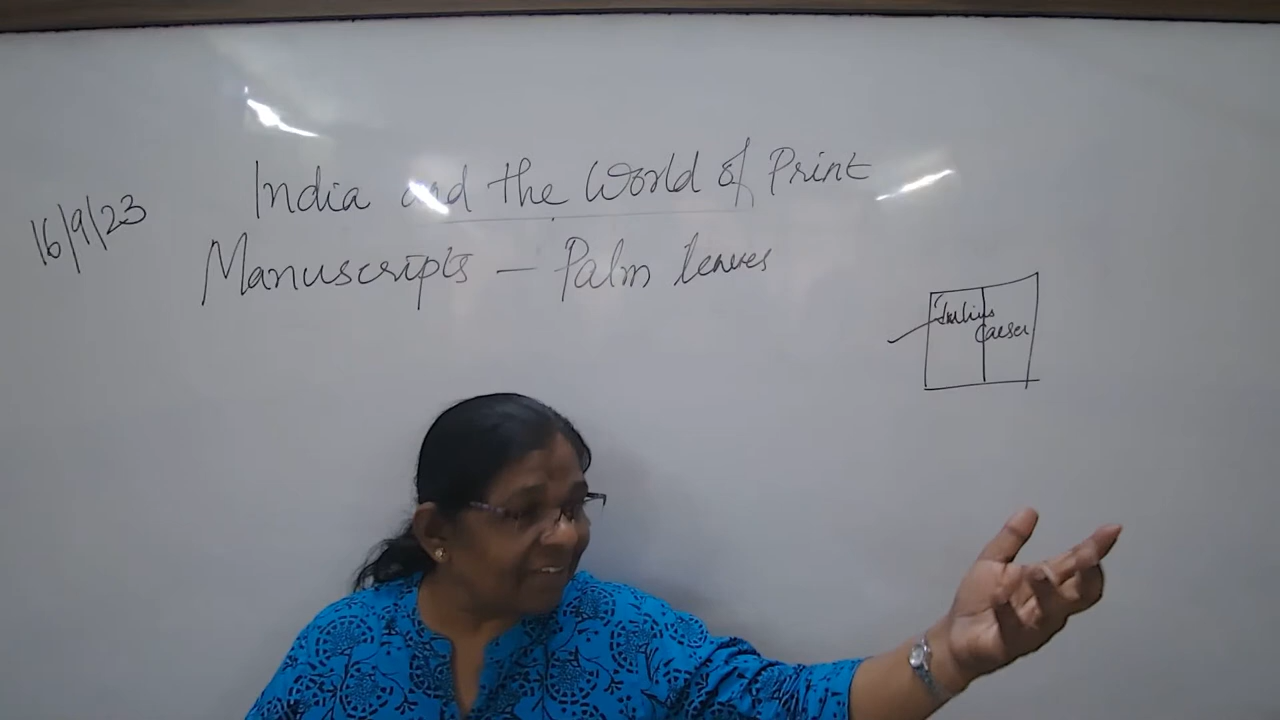 India and the World of Print
16/9/23
Manuscripts – Palm leaves
Julius
Caeser